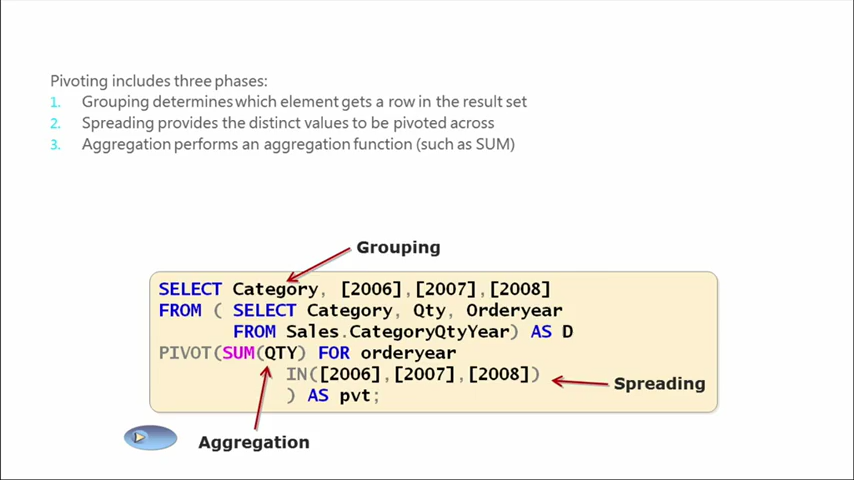 Pivoting includes three phases:
1. Grouping determines which element gets a row in the result set
2. Spreading provides the distinct values to be pivoted across
3. Aggregation performs an aggregation function (such as SUM)
Grouping
SELECT Category, [2006],[2007],[2008]
FROM ( SELECT Category, Qty, Orderyear
FROM Sales.CategoryQtyYear) AS D
PIVOT(SUM(QTY) FOR orderyear
IN([2006],[2007],[2008])
) AS pvt;
Spreading
Aggregation